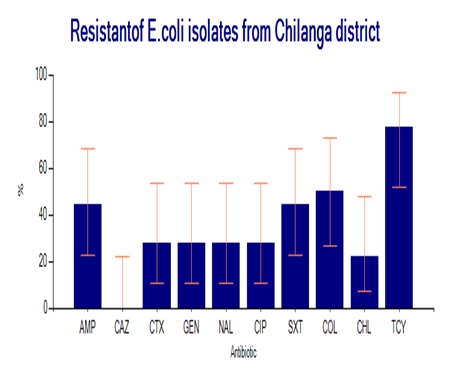 Resistantof E.coli isolates from Chilanga district
100
80
60
40
20
0
%
AMP CAZ CTX GEN NAL CIP SXT COL CHL TCY
Antibiotic